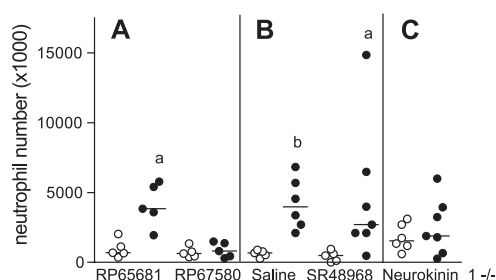 A B C
a
a
b
neutrophil number (x1000)
15000
10000
5000
0
RP65681 RP67580 Saline SR48968 Neurokinin 1 -/-